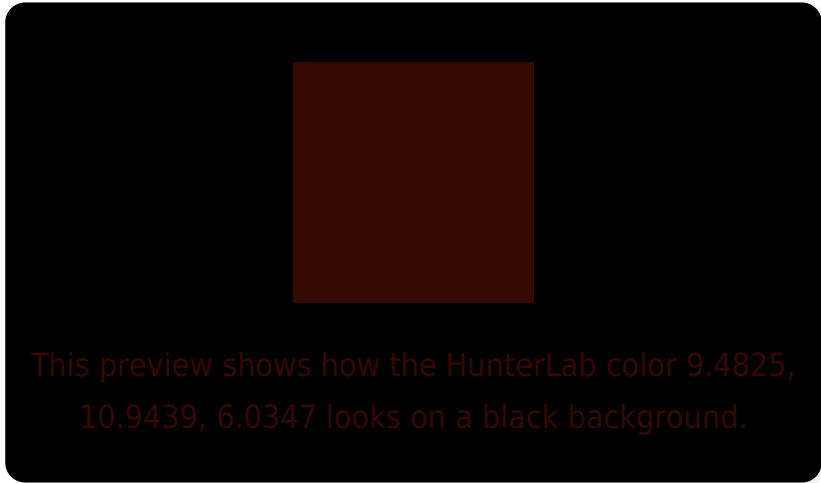 This preview shows how the HunterLab color 9.4825,
10.9439, 6.0347 looks on a black background.